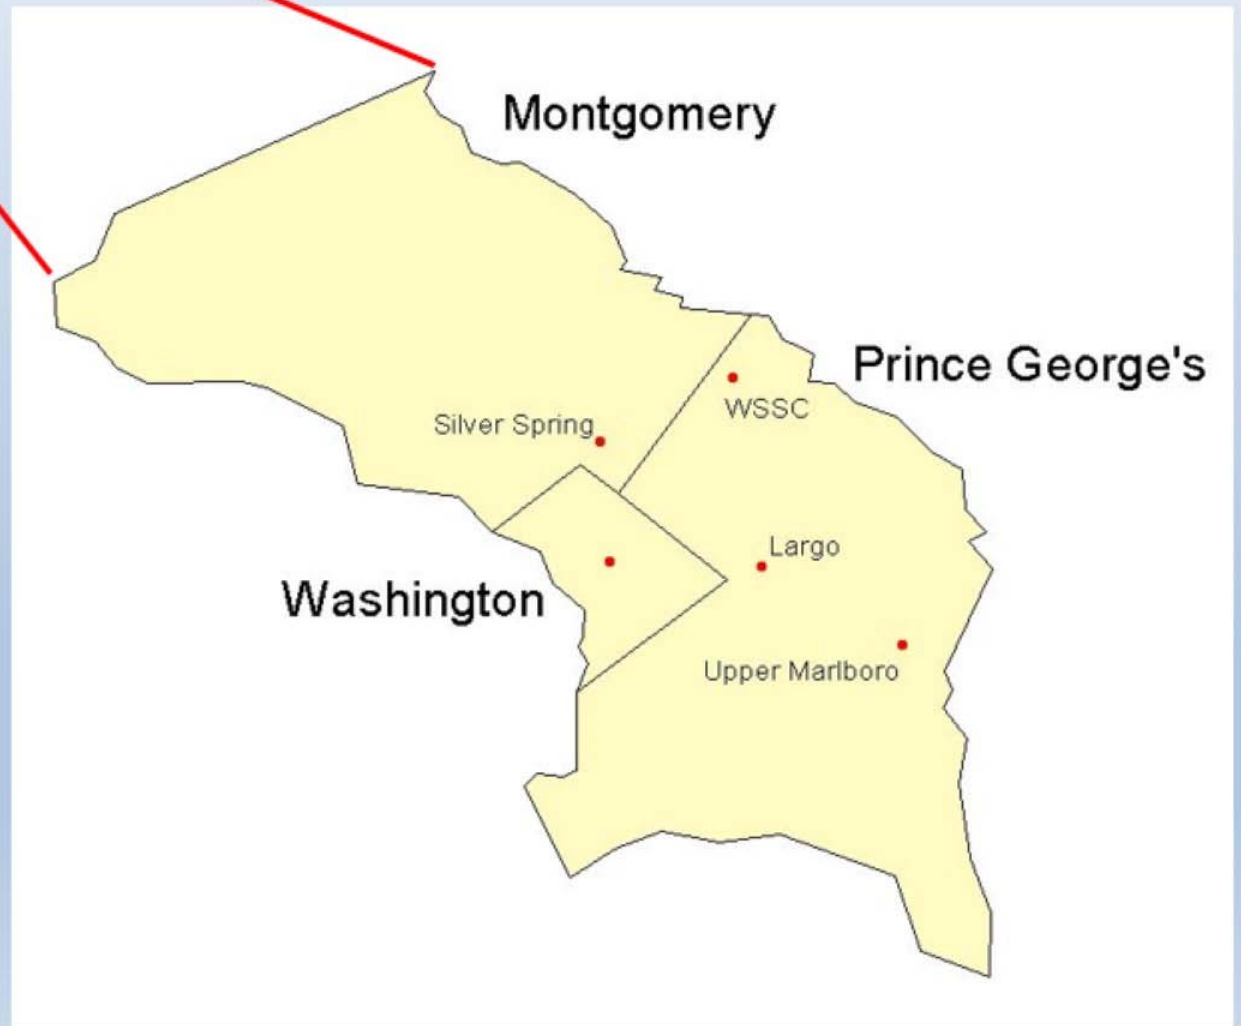 Montgomery
Prince George's
WSSC
Silver Spring
Largo
Washington
Upper Marlboro